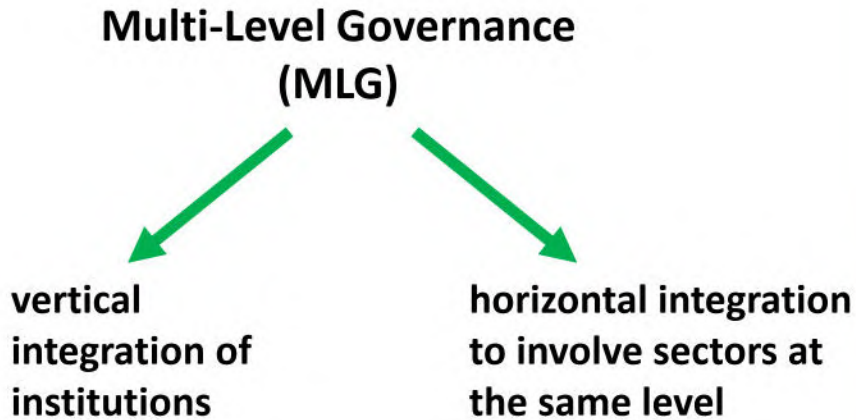 Multi-Level Governance
(MLG)
vertical
integration of
institutions
horizontal integration
to involve sectors at
the same level